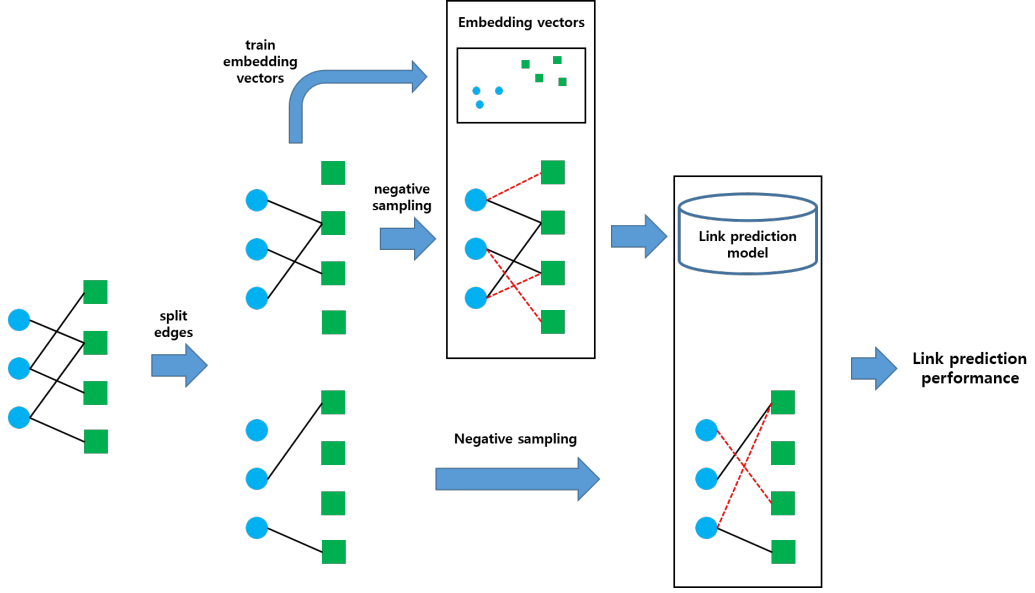 train
embedding
vectors
Embedding vectors
negative
sampling
Link prediction
model
split
edges
Link prediction
performance
Negative sampling